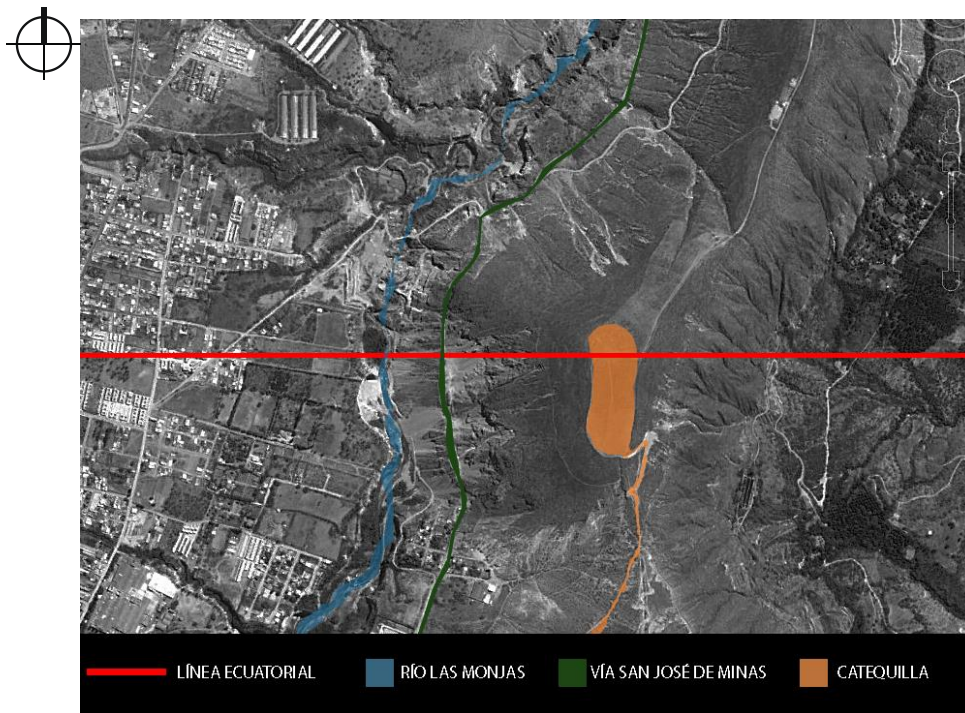 LÍNEA ECUATORIAL
RÍO LAS MONJAS
VÍA SAN JOSÉ DE MINAS
CATEQUILLA